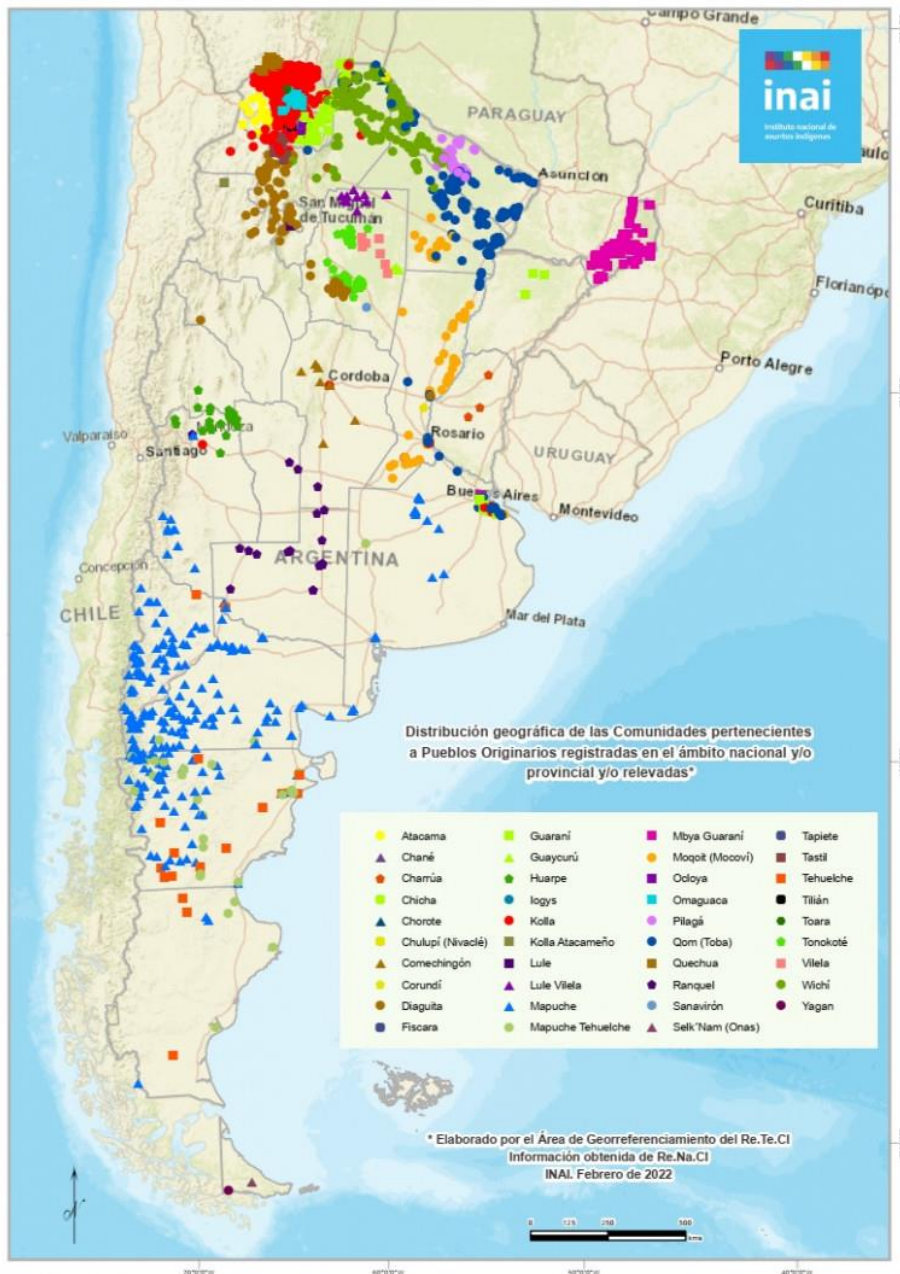 Campo Grande
inai
Instituto nacional de
asuntos indígenas
PARAGUAY
Asunción
Curitiba
San Miguel
de Tucumán
Florianópo
Porto Alegre
Cordoba
Mendoza
Valparaíso
Santiago
Rosario
URUGUAY
Buenos Aires
Montevideo
ARGENTINA
Concepción
CHILE
Mar del Plata
Distribución geográfica de las Comunidades pertenecientes
a Pueblos Originarios registradas en el ámbito nacional y/o
provincial y/o relevadas*
Atacama
Chané
Charrúa
Chicha
Chorote
Chulupí (Nivaclé)
Comechingón
Corundí
Diaguita
Fiscara
Guaraní
Guaycurú
Huarpe
Iogys
Kolla
Kolla Atacameño
Lule
Lule Vilela
Mapuche
Mapuche Tehuelche
Mbya Guaraní
Moqoit (Mocoví)
Ocloya
Omaguaca
Pilagá
Qom (Toba)
Quechua
Ranquel
Sanavirón
Selk'Nam (Onas)
Tapiete
Tastil
Tehuelche
Tilián
Toara
Tonokoté
Vilela
Wichí
Yagan
* Elaborado por el Área de Georreferenciamiento del Re.Te.CI
Información obtenida de Re.Na.CI
INAI. Febrero de 2022
N
0 125 250 500
kms